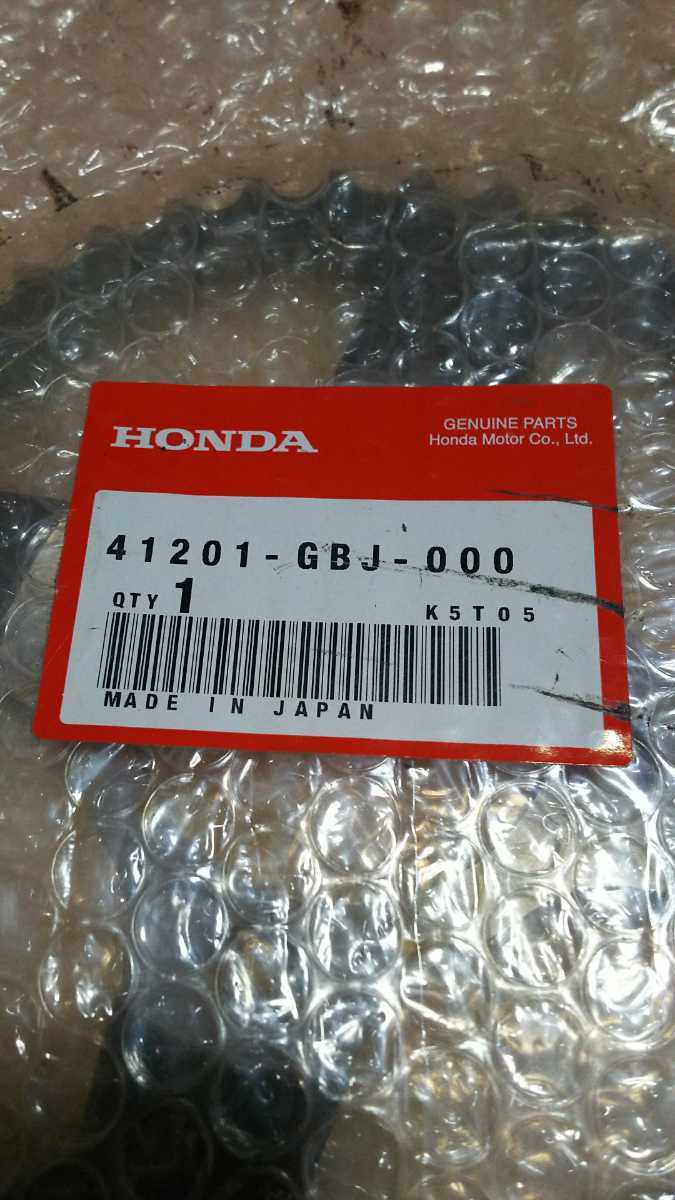 HONDA
GENUINE PARTS
Honda Motor Co., Ltd.
41201-GBJ-000
QTY 1
K5T05
MADE IN JAPAN